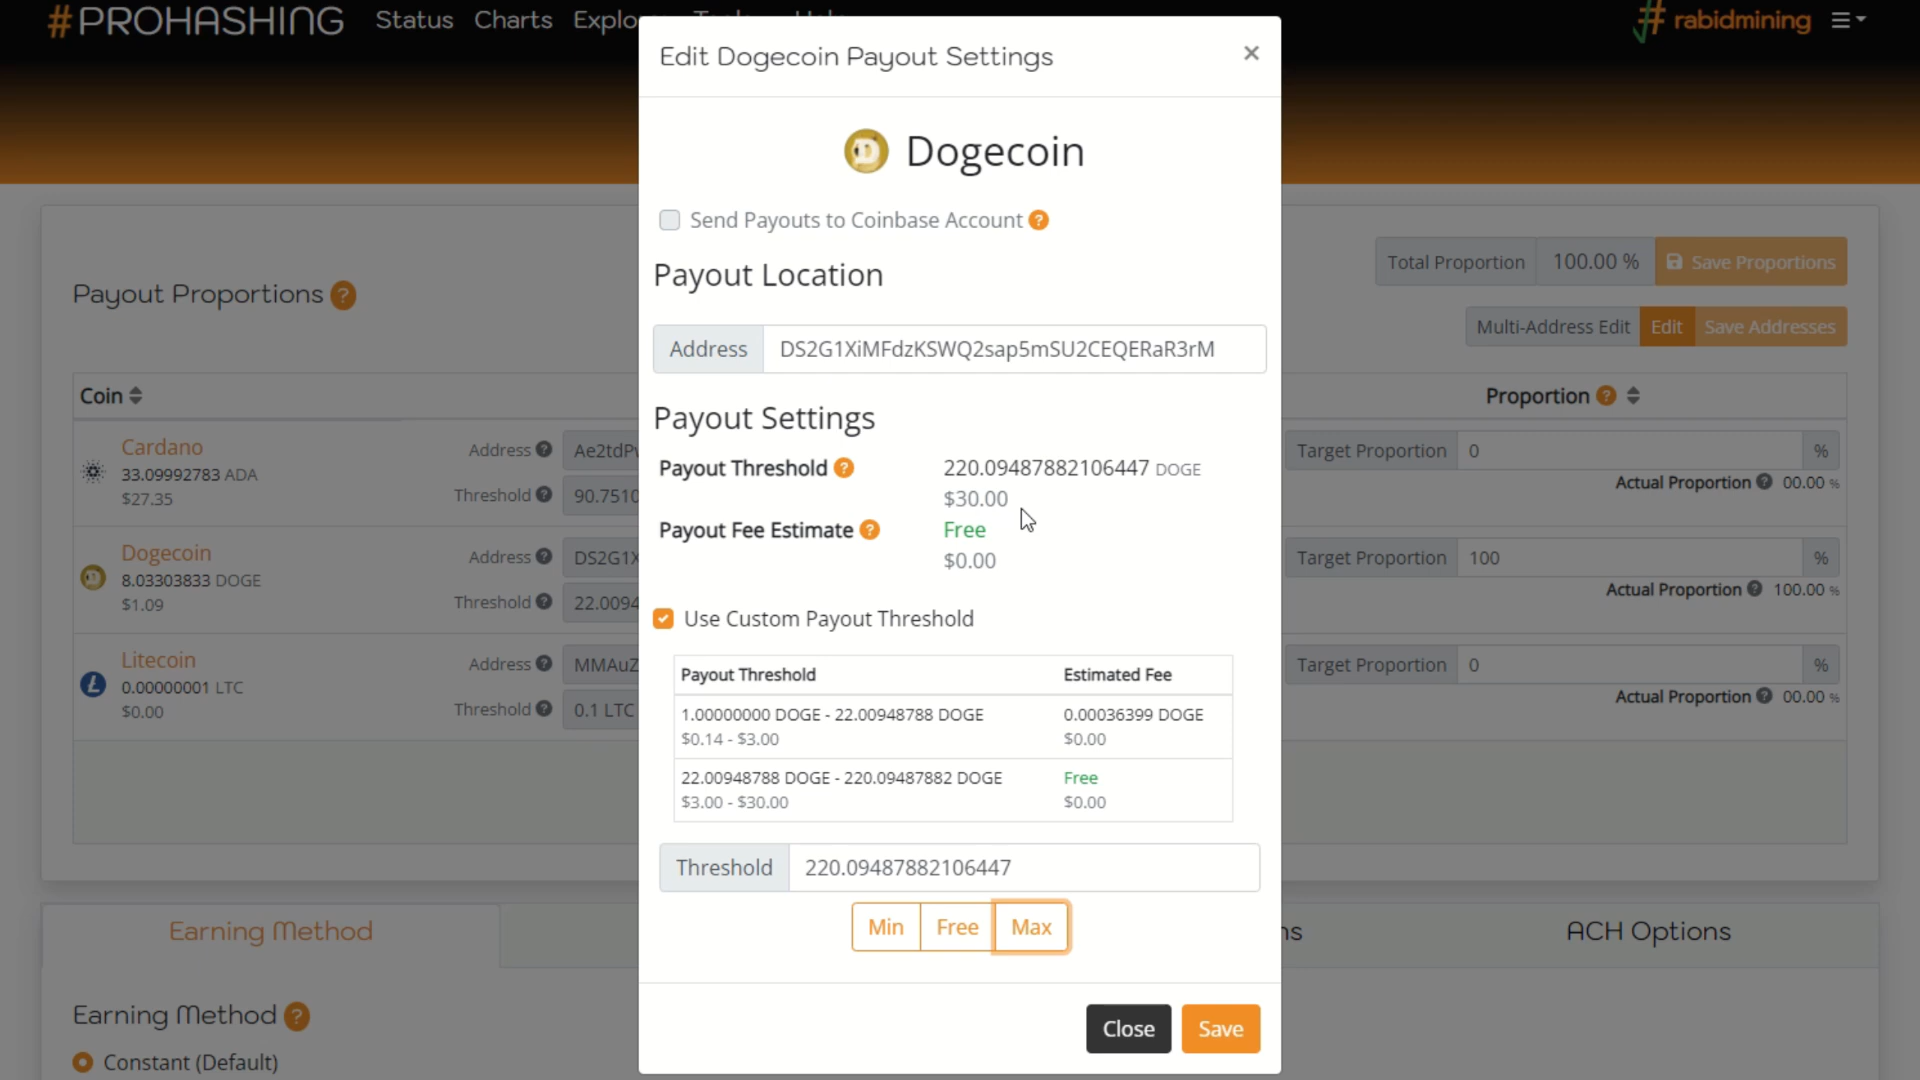 #PROHASHING Status Charts
rabidmining
Edit Dogecoin Payout Settings
×
Dogecoin
Send Payouts to Coinbase Account ?
Payout Location
Address DS2G1XiMFdzKSWQ2sap5mSU2CEQERaR3rM
Payout Settings
Payout Threshold ? 220.09487882106447 DOGE
$30.00
Payout Fee Estimate ? Free
$0.00
Use Custom Payout Threshold
Payout Threshold Estimated Fee
1.00000000 DOGE - 22.00948788 DOGE 0.00036399 DOGE
$0.14 - $3.00 $0.00
22.00948788 DOGE - 220.09487882 DOGE Free
$3.00 - $30.00 $0.00
Threshold 220.09487882106447
Min Free Max
Close Save
Payout Proportions ?
Total Proportion 100.00 % Save Proportions
Multi-Address Edit Edit Save Addresses
Coin Proportion ?
Cardano
33.09992783 ADA
$27.35
Address ? Ae2tdP
Threshold ? 90.7510
Target Proportion 0 %
Actual Proportion ? 00.00 %
Dogecoin
8.03303833 DOGE
$1.09
Address ? DS2G1X
Threshold ? 22.0094
Target Proportion 100 %
Actual Proportion ? 100.00 %
Litecoin
0.00000001 LTC
$0.00
Address ? MMAuZ
Threshold ? 0.1 LTC
Target Proportion 0 %
Actual Proportion ? 00.00 %
Earning Method ACH Options
Earning Method ?
Constant (Default)